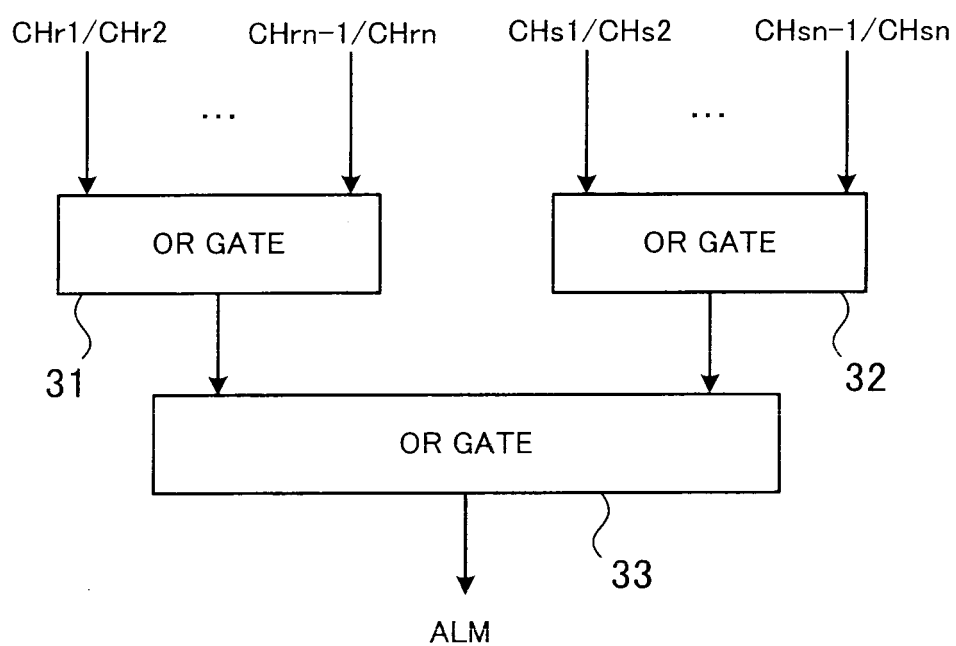 CHr1/CHr2 CHrn-1/CHrn CHs1/CHs2 CHsn-1/CHsn
... ...
OR GATE OR GATE
31 32
OR GATE
33
ALM